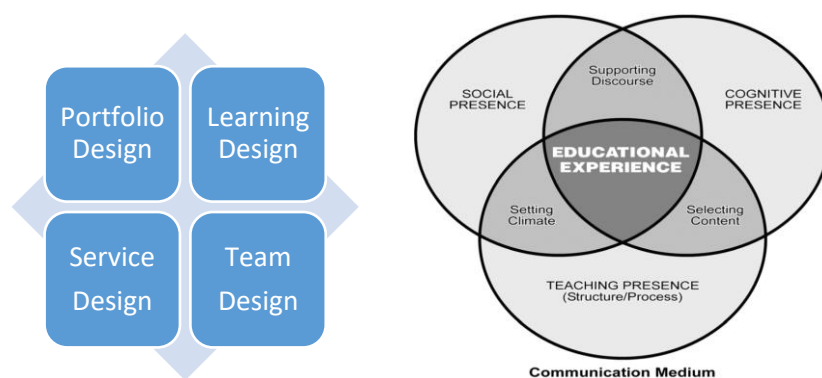 Portfolio
Design
Learning
Design
Service
Design
Team
Design
SOCIAL
PRESENCE
Supporting
Discourse
COGNITIVE
PRESENCE
EDUCATIONAL
EXPERIENCE
Setting
Climate
Selecting
Content
TEACHING PRESENCE
(Structure/Process)
Communication Medium